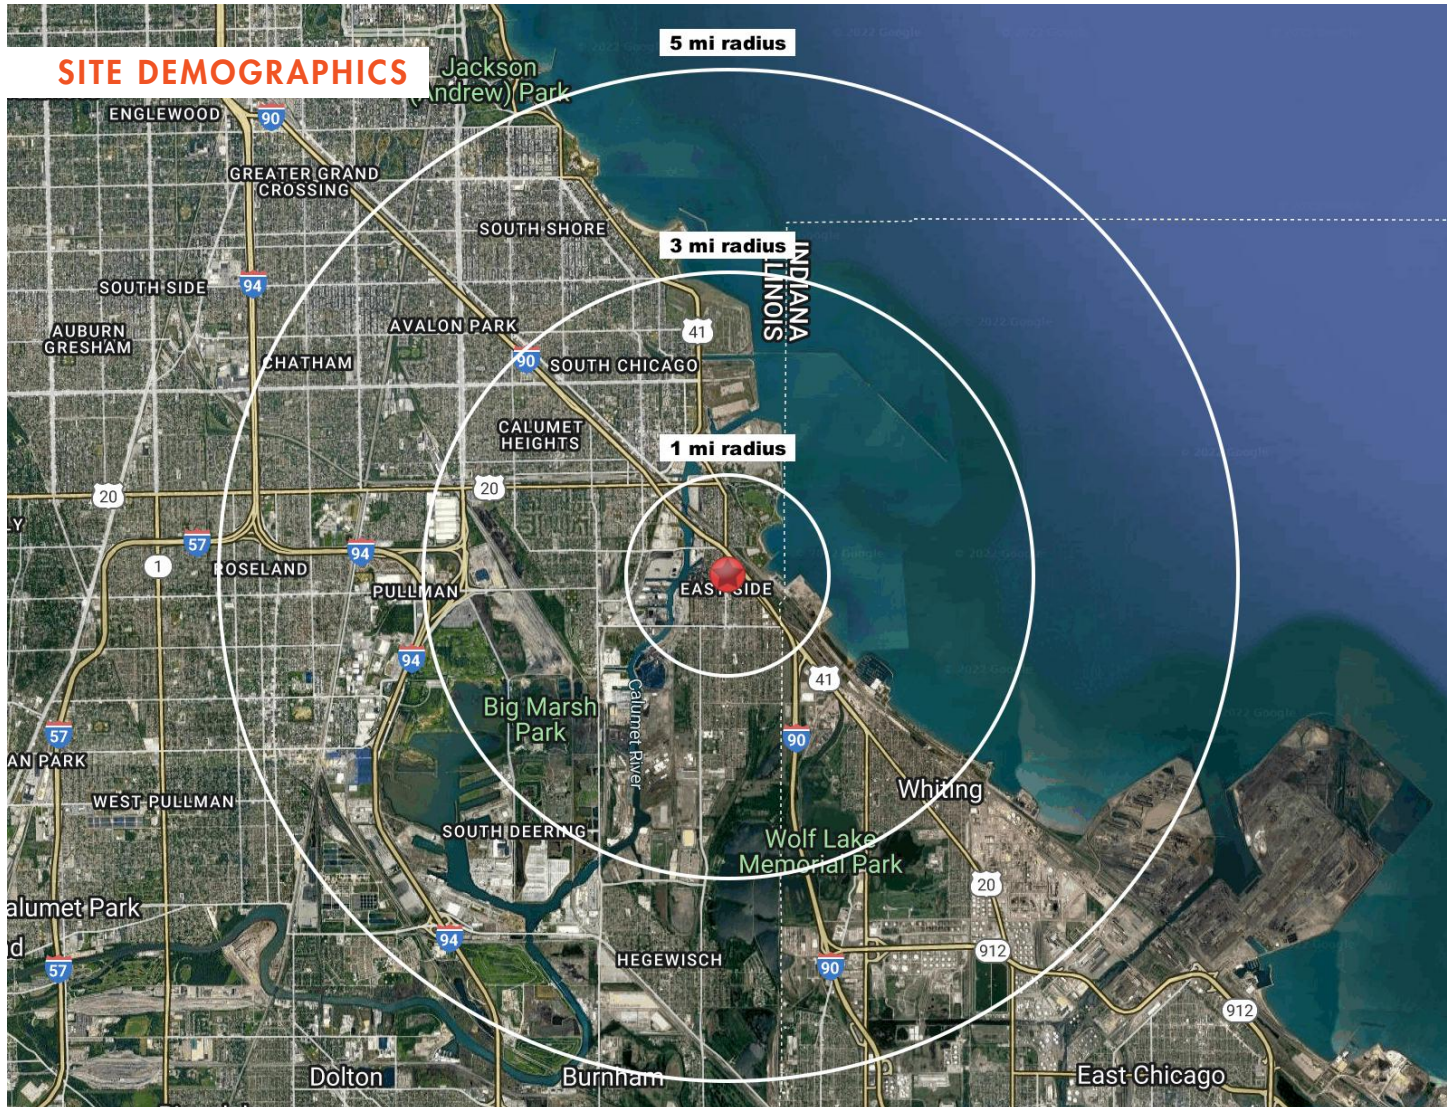 5 mi radius
SITE DEMOGRAPHICS
Jackson
(Andrew) Park
ENGLEWOOD
90
GREATER GRAND
CROSSING
SOUTH SHORE
3 mi radius
INDIANA
ILLINOIS
SOUTH SIDE
94
AUBURN
GRESHAM
AVALON PARK
41
CHATHAM
90
SOUTH CHICAGO
CALUMET
HEIGHTS
1 mi radius
20
20
LY
57
94
1
ROSELAND
PULLMAN
EAST SIDE
94
41
Calumet River
Big Marsh
Park
57
90
AN PARK
Whiting
WEST PULLMAN
SOUTH DEERING
Wolf Lake
Memorial Park
20
alumet Park
94
d
912
HEGEWISCH
57
90
912
Dolton
Burnham
East Chicago
© 2022 Google